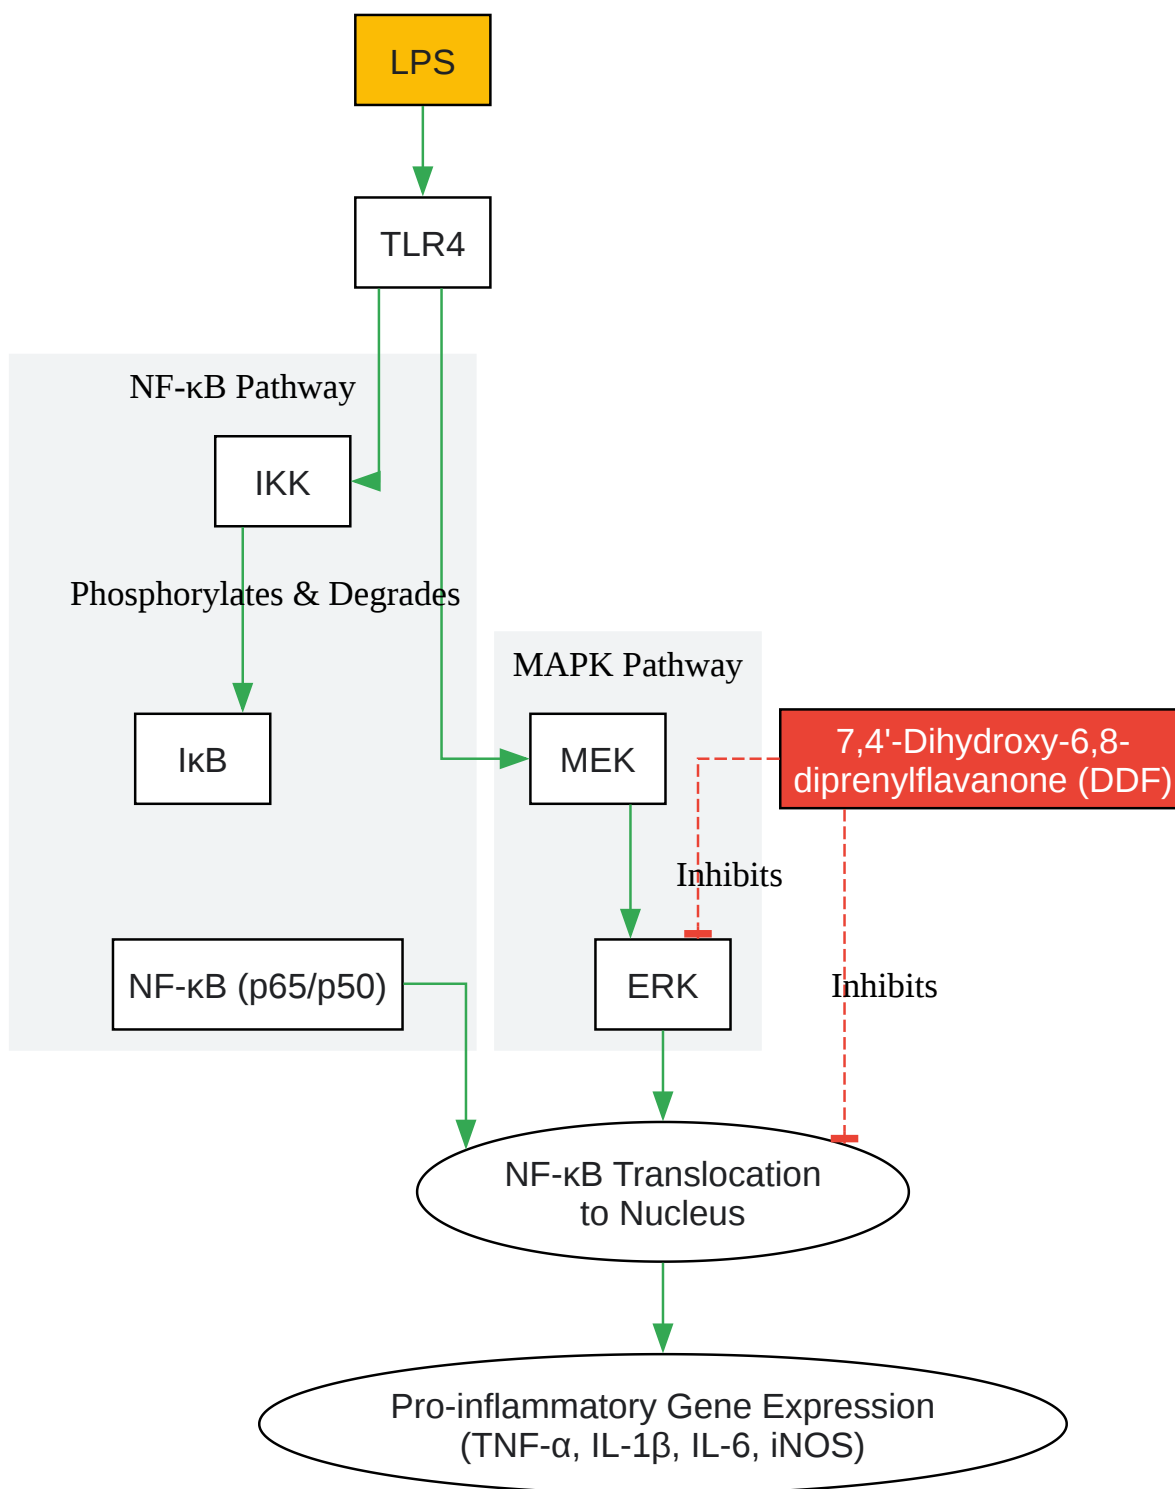 LPS
TLR4
NF-κB Pathway
IKK
Phosphorylates & Degrades
MAPK Pathway
IκB
MEK
7,4'-Dihydroxy-6,8-
diprenylflavanone (DDF)
Inhibits
NF-κB (p65/p50)
ERK
Inhibits
NF-κB Translocation
to Nucleus
Pro-inflammatory Gene Expression
(TNF-α, IL-1β, IL-6, iNOS)